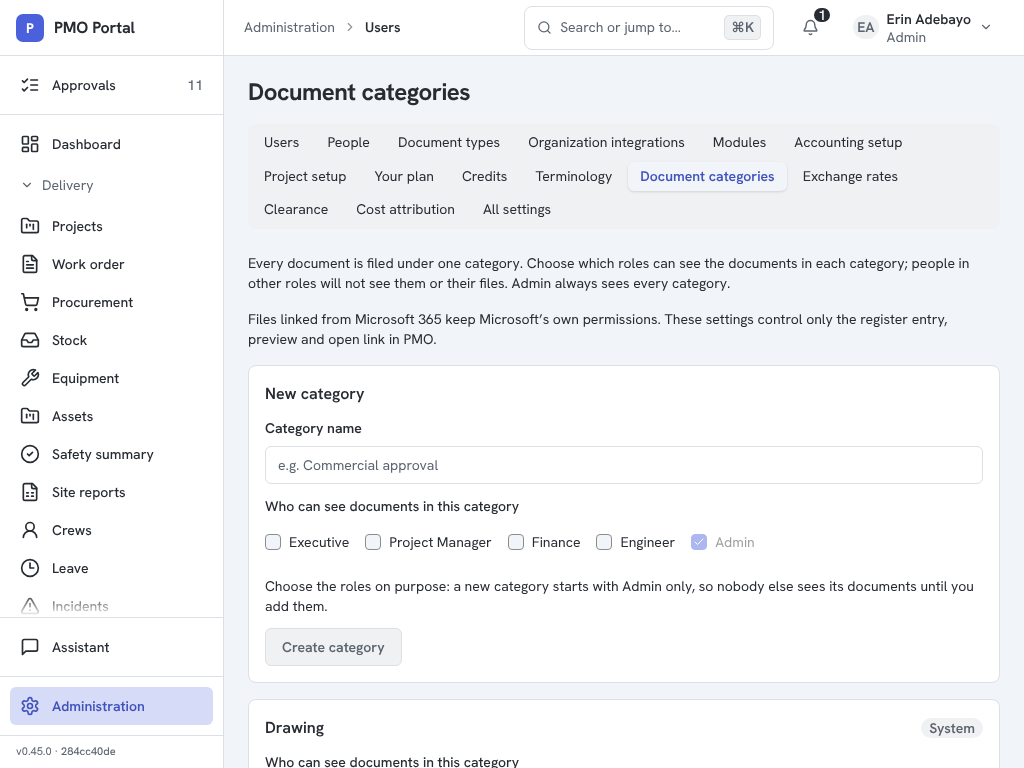 P PMO Portal
Administration > Users
Search or jump to... ⌘K
1
EA Erin Adebayo
Admin
Approvals 11
Dashboard
Delivery
Projects
Work order
Procurement
Stock
Equipment
Assets
Safety summary
Site reports
Crews
Leave
Incidents
Assistant
Administration
v0.45.0 · 284cc40de
Document categories
Users People Document types Organization integrations Modules Accounting setup
Project setup Your plan Credits Terminology Document categories Exchange rates
Clearance Cost attribution All settings
Every document is filed under one category. Choose which roles can see the documents in each category; people in
other roles will not see them or their files. Admin always sees every category.
Files linked from Microsoft 365 keep Microsoft’s own permissions. These settings control only the register entry,
preview and open link in PMO.
New category
Category name
e.g. Commercial approval
Who can see documents in this category
Executive Project Manager Finance Engineer Admin
Choose the roles on purpose: a new category starts with Admin only, so nobody else sees its documents until you
add them.
Create category
Drawing System
Who can see documents in this category